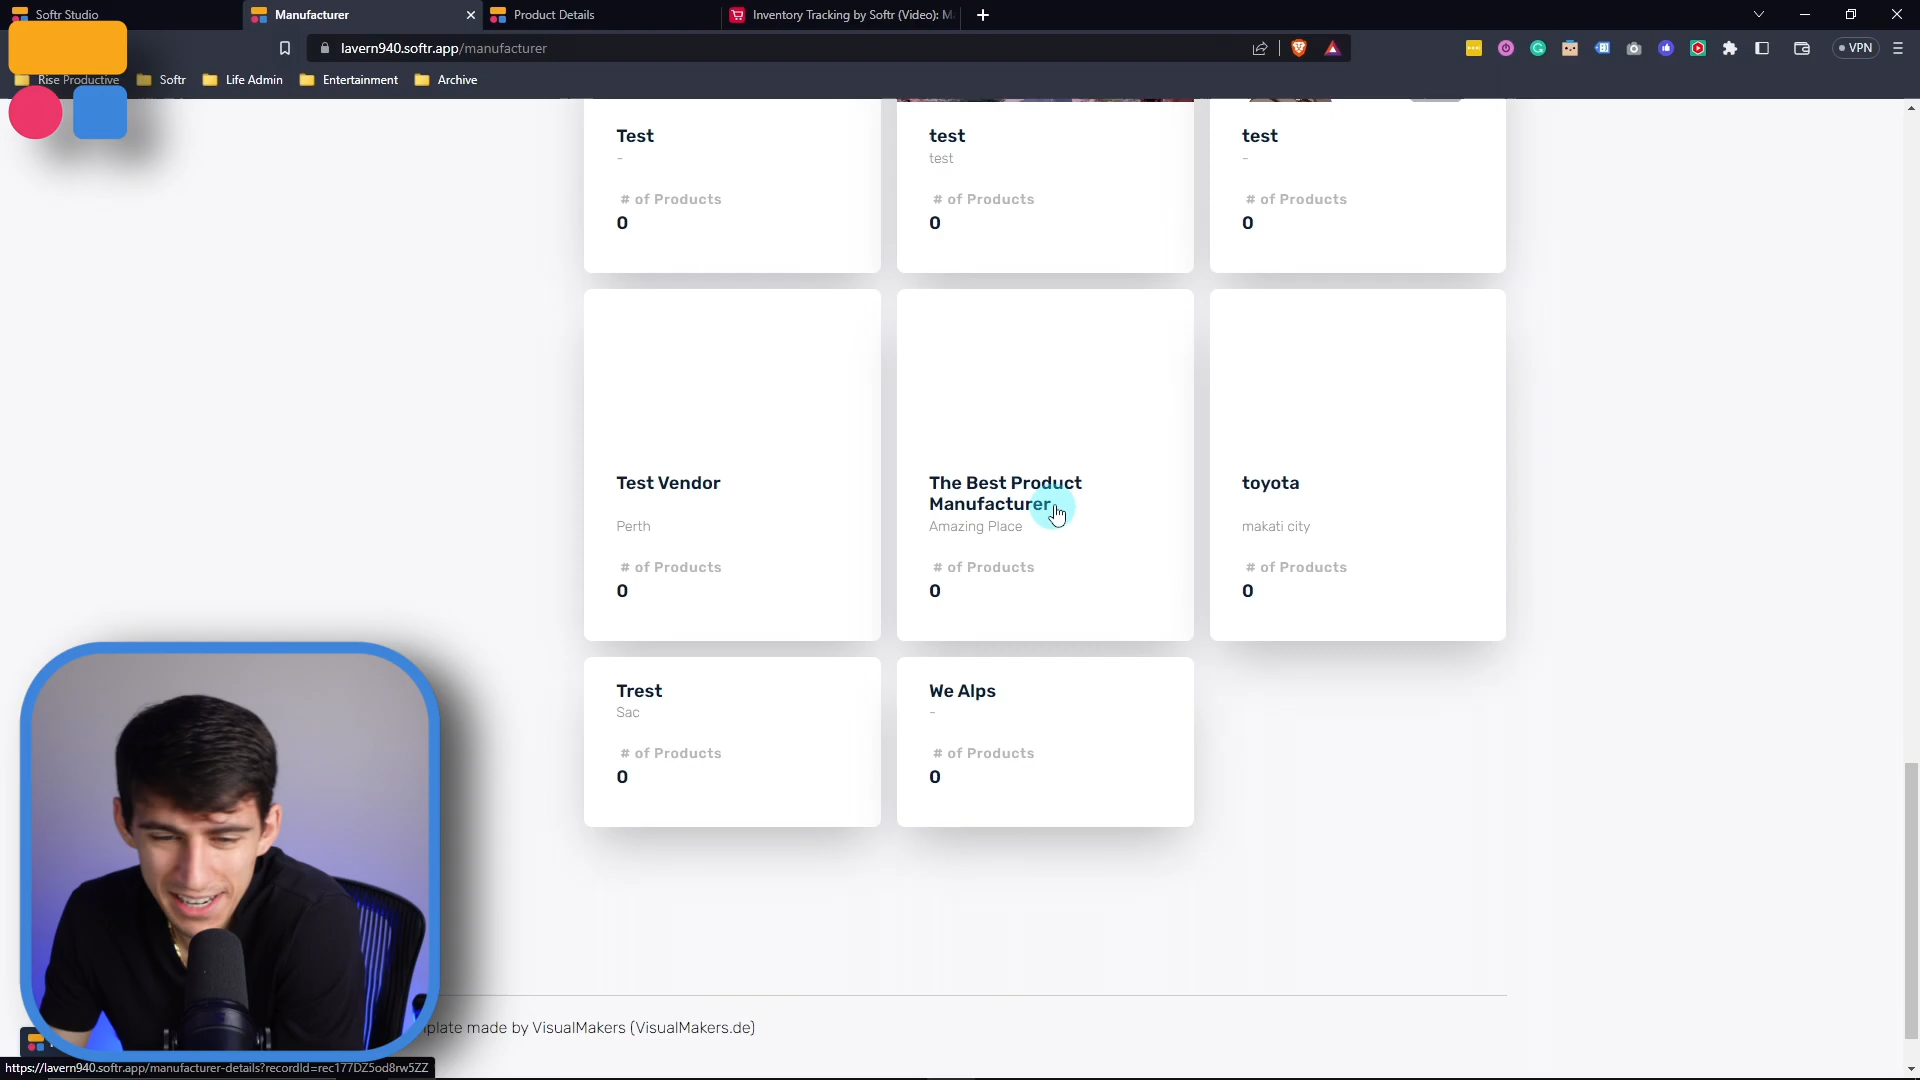 Softr Studio
Manufacturer
Product Details
Inventory Tracking by Softr (Video): M
lavern940.softr.app/manufacturer
VPN
Rise Productive
Softr
Life Admin
Entertainment
Archive
Test
-
# of Products
0
test
test
# of Products
0
test
-
# of Products
0
Test Vendor
Perth
# of Products
0
The Best Product
Manufacturer
Amazing Place
# of Products
0
toyota
makati city
# of Products
0
Trest
Sac
# of Products
0
We Alps
-
# of Products
0
plate made by VisualMakers (VisualMakers.de)
https://lavern940.softr.app/manufacturer-details?recordId=rec177DZ5od8rw5ZZ